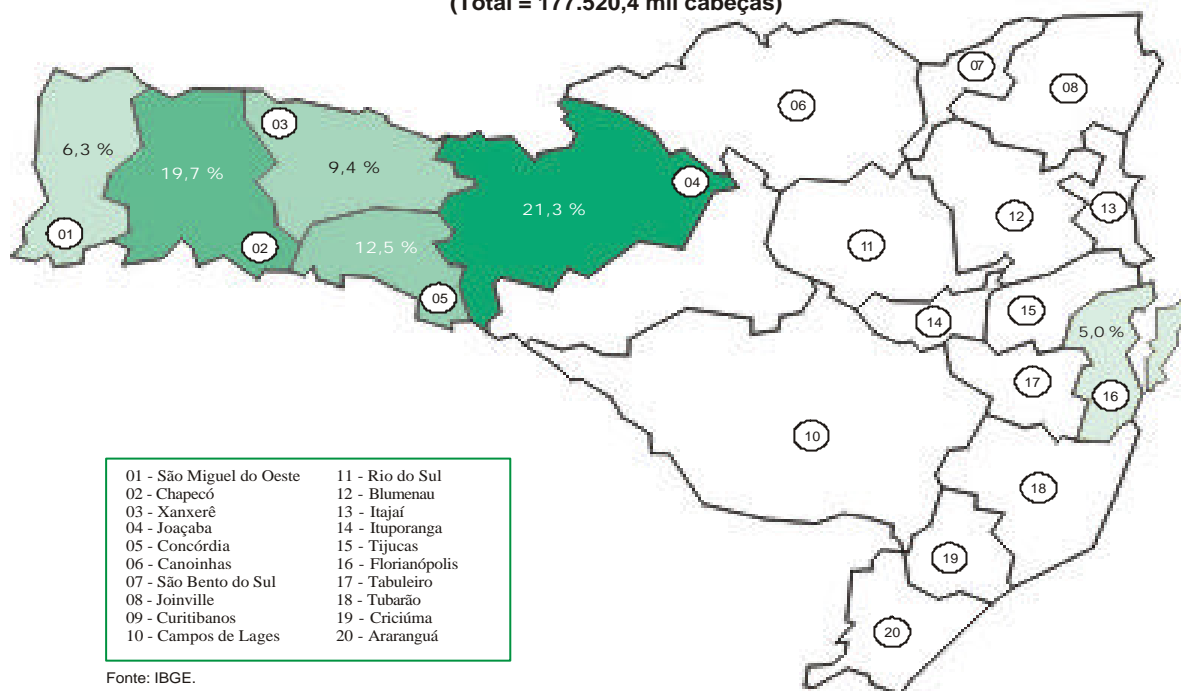 (Total = 177.520,4 mil cabeças)
07
08
06
03
6,3 %
9,4 %
19,7 %
04
21,3 %
13
12
01
02
11
12,5 %
05
15
14
5,0 %
17
16
10
18
19
20
01 - São Miguel do Oeste
02 - Chapecó
03 - Xanxerê
04 - Joaçaba
05 - Concórdia
06 - Canoinhas
07 - São Bento do Sul
08 - Joinville
09 - Curitibanos
10 - Campos de Lages
11 - Rio do Sul
12 - Blumenau
13 - Itajaí
14 - Ituporanga
15 - Tijucas
16 - Florianópolis
17 - Tabuleiro
18 - Tubarão
19 - Criciúma
20 - Araranguá
Fonte: IBGE.